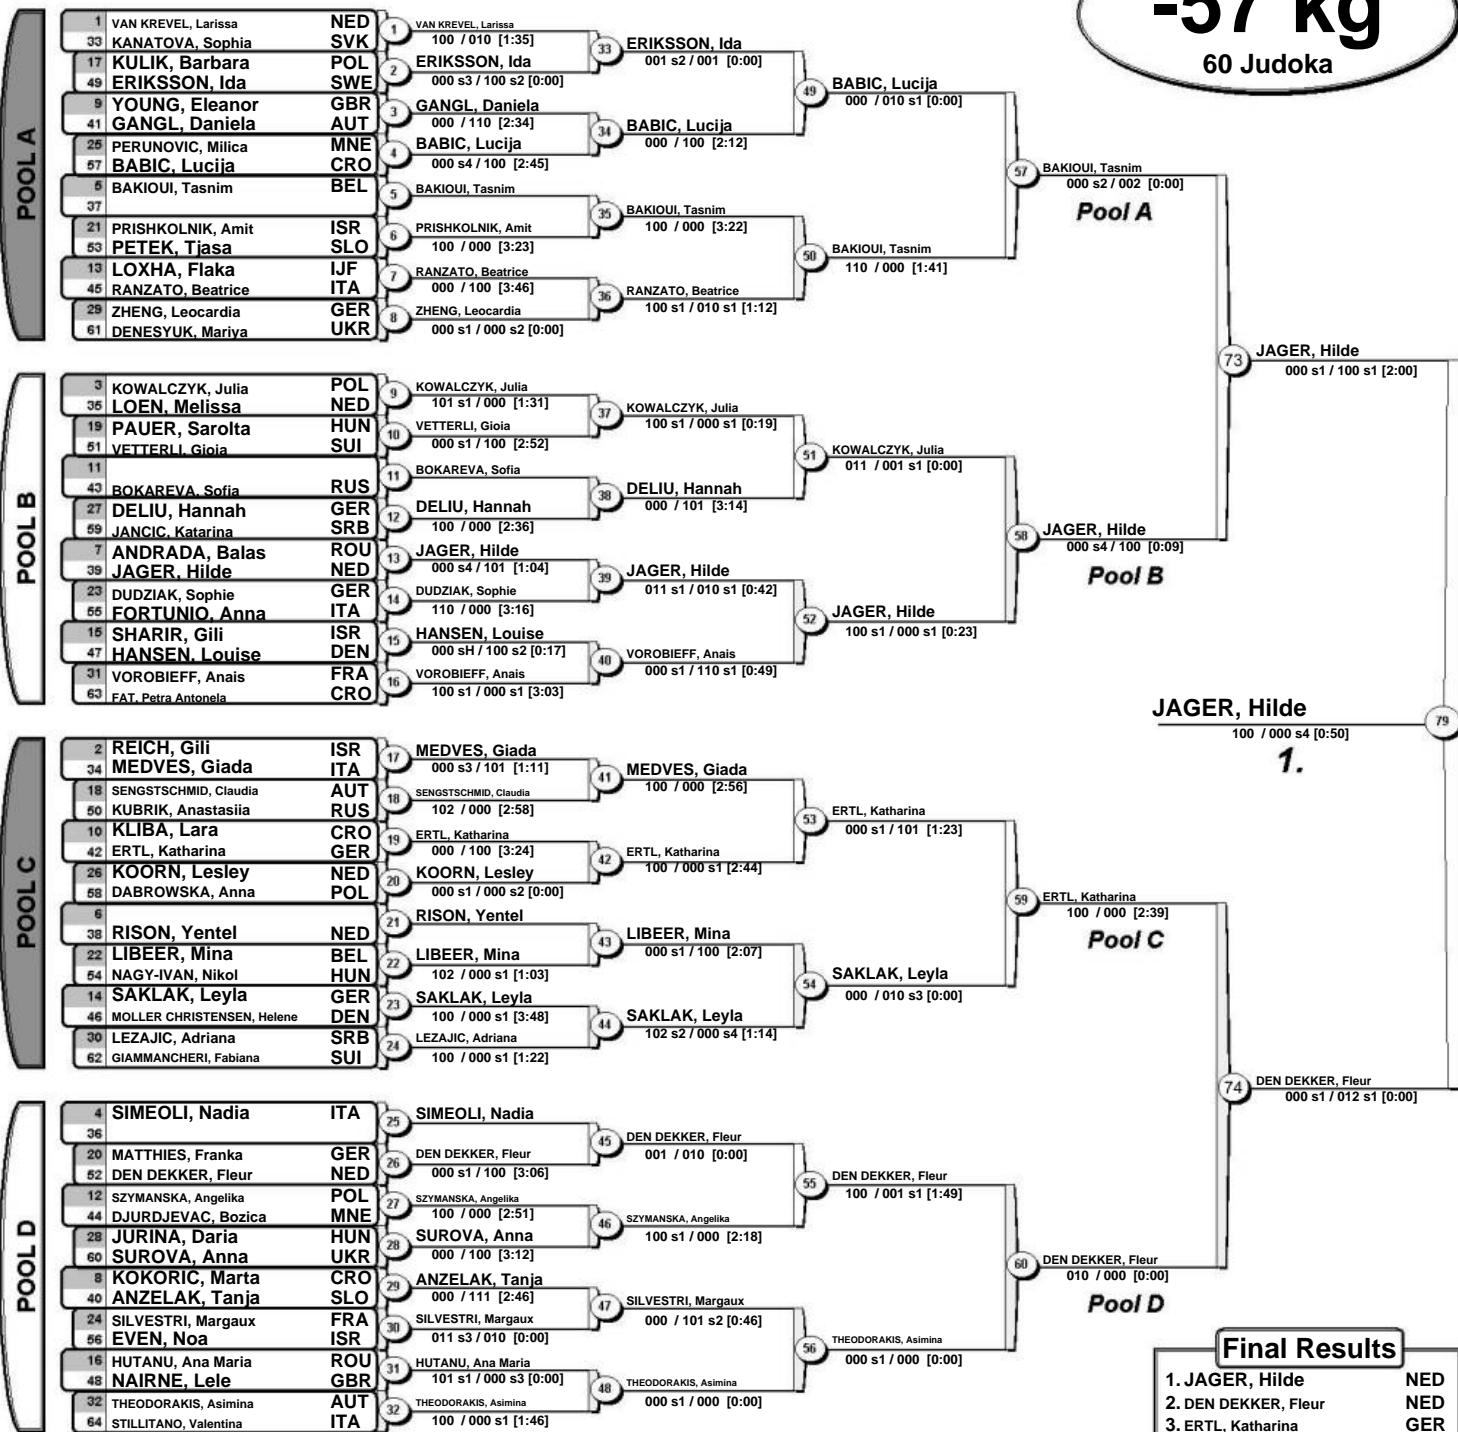 -57 kg
60 Judoka
POOL A
1 VAN KREVEL, Larissa NED
33 KANATOVA, Sophia SVK
17 KULIK, Barbara POL
49 ERIKSSON, Ida SWE
9 YOUNG, Eleanor GBR
41 GANGL, Daniela AUT
25 PERUNOVIC, Milica MNE
57 BABIC, Lucija CRO
5 BAKIOUI, Tasnim BEL
37
21 PRISHKOLNIK, Amit ISR
53 PETEK, Tjasa SLO
13 LOXHA, Flaka IJF
45 RANZATO, Beatrice ITA
29 ZHENG, Leocardia GER
61 DENESYUK, Mariya UKR
1 VAN KREVEL, Larissa
100 / 010 [1:35]
2 ERIKSSON, Ida
000 s3 / 100 s2 [0:00]
3 GANGL, Daniela
000 / 110 [2:34]
4 BABIC, Lucija
000 s4 / 100 [2:45]
5 BAKIOUI, Tasnim
6 PRISHKOLNIK, Amit
100 / 000 [3:23]
7 RANZATO, Beatrice
000 / 100 [3:46]
8 ZHENG, Leocardia
000 s1 / 000 s2 [0:00]
33 ERIKSSON, Ida
001 s2 / 001 [0:00]
34 BABIC, Lucija
000 / 100 [2:12]
35 BAKIOUI, Tasnim
100 / 000 [3:22]
36 RANZATO, Beatrice
100 s1 / 010 s1 [1:12]
49 BABIC, Lucija
000 / 010 s1 [0:00]
50 BAKIOUI, Tasnim
110 / 000 [1:41]
57 BAKIOUI, Tasnim
000 s2 / 002 [0:00]
Pool A
POOL B
3 KOWALCZYK, Julia POL
35 LOEN, Melissa NED
19 PAUER, Sarolta HUN
51 VETTERLI, Gioia SUI
11
43 BOKAREVA, Sofia RUS
27 DELIU, Hannah GER
59 JANCIC, Katarina SRB
7 ANDRADA, Balas ROU
39 JAGER, Hilde NED
23 DUDZIAK, Sophie GER
55 FORTUNIO, Anna ITA
15 SHARIR, Gili ISR
47 HANSEN, Louise DEN
31 VOROBIEFF, Anais FRA
63 FAT, Petra Antonela CRO
9 KOWALCZYK, Julia
101 s1 / 000 [1:31]
10 VETTERLI, Gioia
000 s1 / 100 [2:52]
11 BOKAREVA, Sofia
12 DELIU, Hannah
100 / 000 [2:36]
13 JAGER, Hilde
000 s4 / 101 [1:04]
14 DUDZIAK, Sophie
110 / 000 [3:16]
15 HANSEN, Louise
000 sH / 100 s2 [0:17]
16 VOROBIEFF, Anais
100 s1 / 000 s1 [3:03]
37 KOWALCZYK, Julia
100 s1 / 000 s1 [0:19]
38 DELIU, Hannah
000 / 101 [3:14]
39 JAGER, Hilde
011 s1 / 010 s1 [0:42]
40 VOROBIEFF, Anais
000 s1 / 110 s1 [0:49]
51 KOWALCZYK, Julia
011 / 001 s1 [0:00]
52 JAGER, Hilde
100 s1 / 000 s1 [0:23]
58 JAGER, Hilde
000 s4 / 100 [0:09]
Pool B
73 JAGER, Hilde
000 s1 / 100 s1 [2:00]
JAGER, Hilde 79
100 / 000 s4 [0:50]
1.
POOL C
2 REICH, Gili ISR
34 MEDVES, Giada ITA
18 SENGSTSCHMID, Claudia AUT
50 KUBRIK, Anastasiia RUS
10 KLIBA, Lara CRO
42 ERTL, Katharina GER
26 KOORN, Lesley NED
58 DABROWSKA, Anna POL
6
38 RISON, Yentel NED
22 LIBEER, Mina BEL
54 NAGY-IVAN, Nikol HUN
14 SAKLAK, Leyla GER
46 MOLLER CHRISTENSEN, Helene DEN
30 LEZAJIC, Adriana SRB
62 GIAMMANCHERI, Fabiana SUI
17 MEDVES, Giada
000 s3 / 101 [1:11]
18 SENGSTSCHMID, Claudia
102 / 000 [2:58]
19 ERTL, Katharina
000 / 100 [3:24]
20 KOORN, Lesley
000 s1 / 000 s2 [0:00]
21 RISON, Yentel
22 LIBEER, Mina
102 / 000 s1 [1:03]
23 SAKLAK, Leyla
100 / 000 s1 [3:48]
24 LEZAJIC, Adriana
100 / 000 s1 [1:22]
41 MEDVES, Giada
100 / 000 [2:56]
42 ERTL, Katharina
100 / 000 s1 [2:44]
43 LIBEER, Mina
000 s1 / 100 [2:07]
44 SAKLAK, Leyla
102 s2 / 000 s4 [1:14]
53 ERTL, Katharina
000 s1 / 101 [1:23]
54 SAKLAK, Leyla
000 / 010 s3 [0:00]
59 ERTL, Katharina
100 / 000 [2:39]
Pool C
POOL D
4 SIMEOLI, Nadia ITA
36
20 MATTHIES, Franka GER
52 DEN DEKKER, Fleur NED
12 SZYMANSKA, Angelika POL
44 DJURDJEVAC, Bozica MNE
28 JURINA, Daria HUN
60 SUROVA, Anna UKR
8 KOKORIC, Marta CRO
40 ANZELAK, Tanja SLO
24 SILVESTRI, Margaux FRA
56 EVEN, Noa ISR
16 HUTANU, Ana Maria ROU
48 NAIRNE, Lele GBR
32 THEODORAKIS, Asimina AUT
64 STILLITANO, Valentina ITA
25 SIMEOLI, Nadia
26 DEN DEKKER, Fleur
000 s1 / 100 [3:06]
27 SZYMANSKA, Angelika
100 / 000 [2:51]
28 SUROVA, Anna
000 / 100 [3:12]
29 ANZELAK, Tanja
000 / 111 [2:46]
30 SILVESTRI, Margaux
011 s3 / 010 [0:00]
31 HUTANU, Ana Maria
101 s1 / 000 s3 [0:00]
32 THEODORAKIS, Asimina
100 / 000 s1 [1:46]
45 DEN DEKKER, Fleur
001 / 010 [0:00]
46 SZYMANSKA, Angelika
100 s1 / 000 [2:18]
47 SILVESTRI, Margaux
000 / 101 s2 [0:46]
48 THEODORAKIS, Asimina
000 s1 / 000 [0:00]
55 DEN DEKKER, Fleur
100 / 001 s1 [1:49]
56 THEODORAKIS, Asimina
000 s1 / 000 [0:00]
60 DEN DEKKER, Fleur
010 / 000 [0:00]
Pool D
74 DEN DEKKER, Fleur
000 s1 / 012 s1 [0:00]
Final Results
1. JAGER, Hilde NED
2. DEN DEKKER, Fleur NED
3. ERTL, Katharina GER